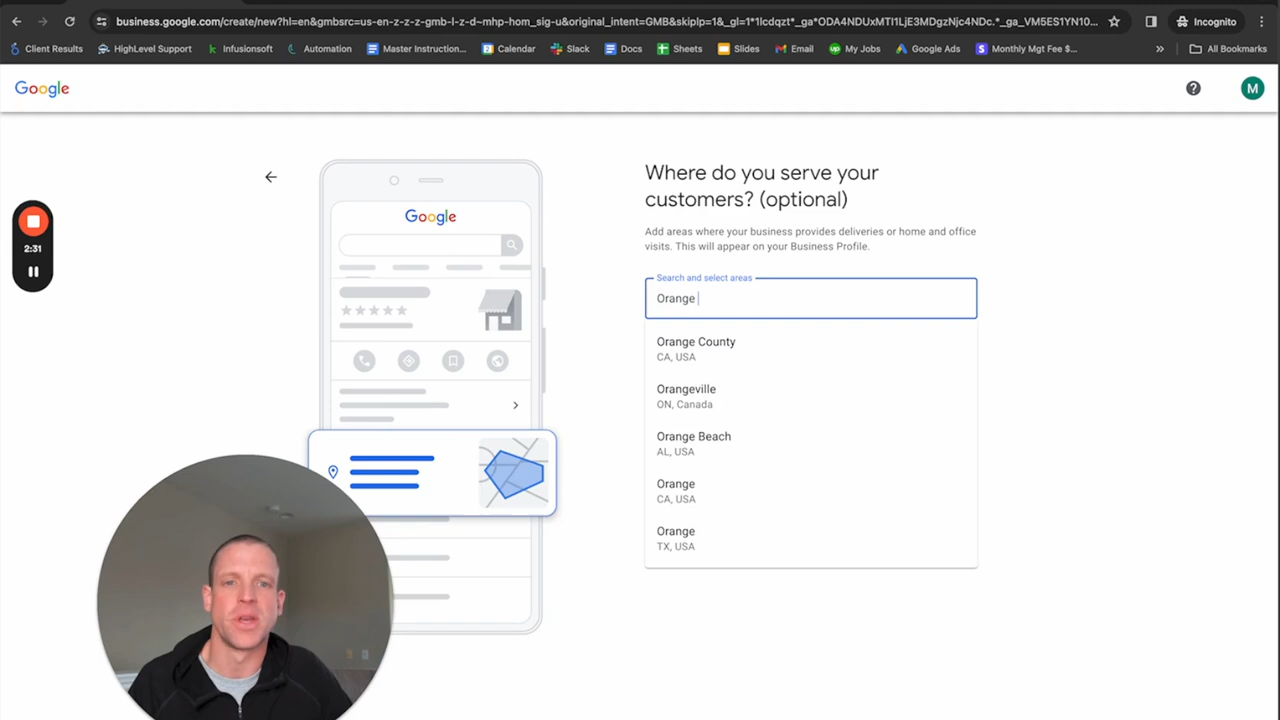 business.google.com/create/new?hl=en&gmbsrc=us-en-z-z-z-gmb-l-z-d~mhp-hom_sig-u&original_intent=GMB&skiplp=1&_gl=1*1lcdqzt*_ga*ODA4NDUxMTI1LjE3MDgzNjc4NDc.*_ga_VM5ES1YN10...
Incognito
Client Results
HighLevel Support
Infusionsoft
Automation
Master Instruction...
Calendar
Slack
Docs
Sheets
Slides
Email
My Jobs
Google Ads
Monthly Mgt Fee $...
»
All Bookmarks
Google
M
2:31
Google
Where do you serve your
customers? (optional)
Add areas where your business provides deliveries or home and office
visits. This will appear on your Business Profile.
Search and select areas
Orange
Orange County
CA, USA
Orangeville
ON, Canada
Orange Beach
AL, USA
Orange
CA, USA
Orange
TX, USA